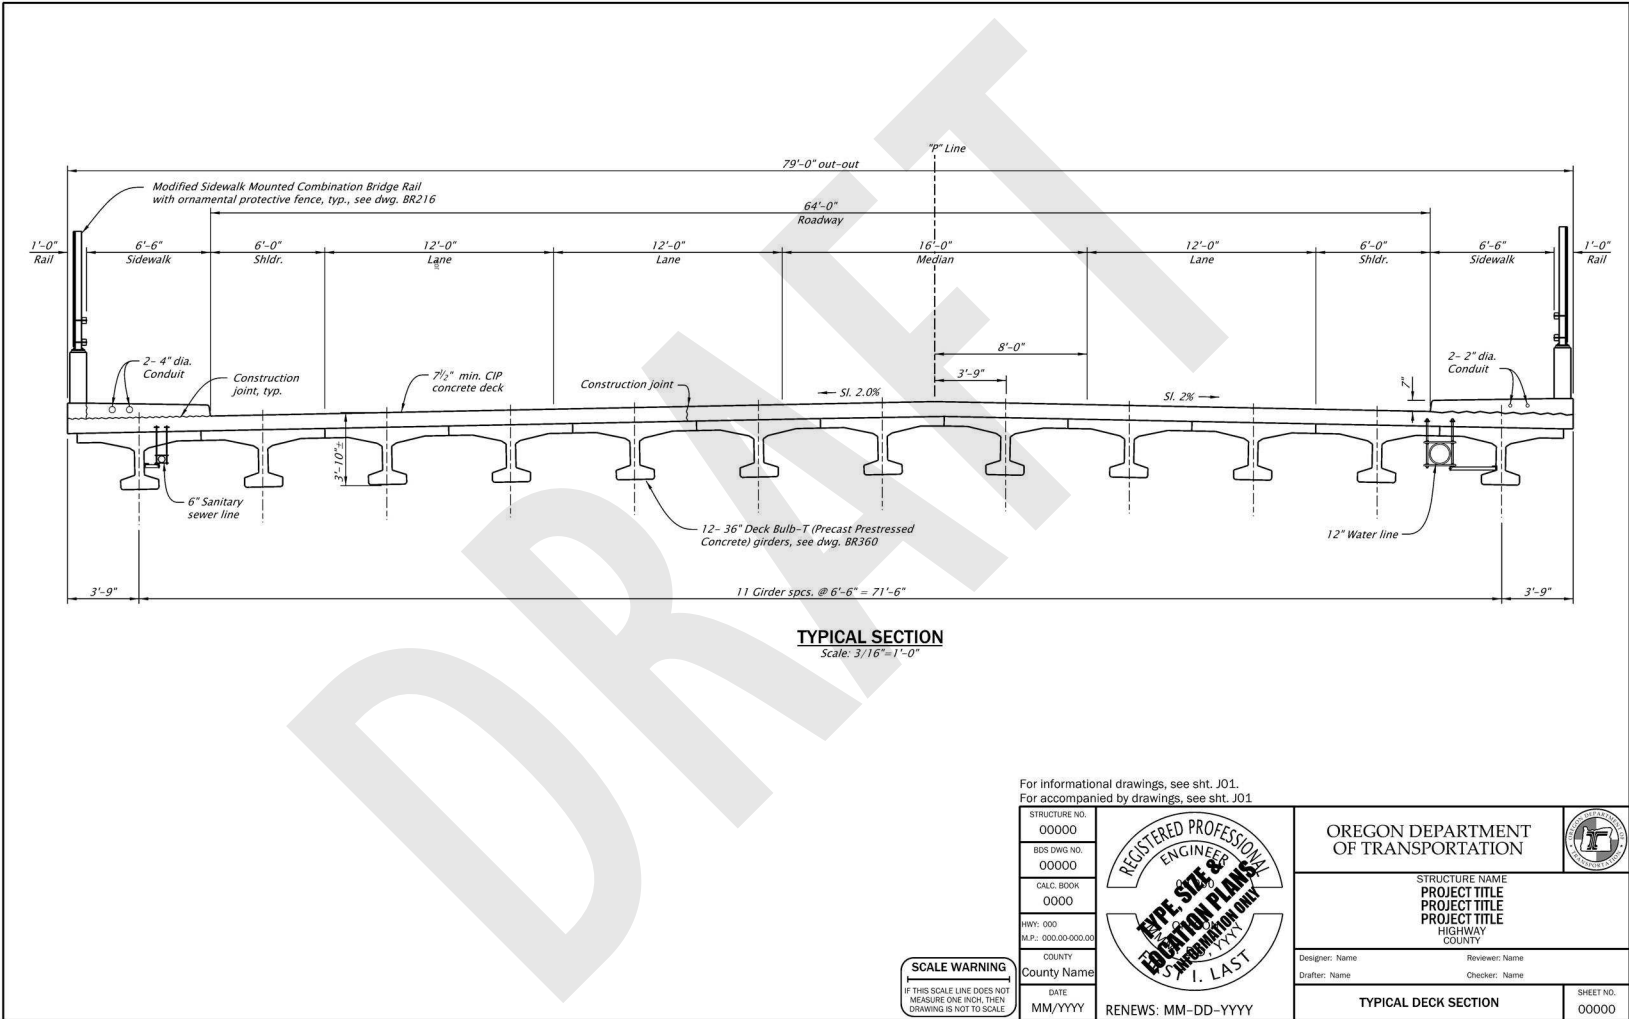 DRAFT
"P" Line
79'-0" out-out
Modified Sidewalk Mounted Combination Bridge Rail
with ornamental protective fence, typ., see dwg. BR216
64'-0"
Roadway
1'-0"
Rail
6'-6"
Sidewalk
6'-0"
Shldr.
12'-0"
Lane
12'-0"
Lane
16'-0"
Median
12'-0"
Lane
6'-0"
Shldr.
6'-6"
Sidewalk
1'-0"
Rail
8'-0"
2- 4" dia.
Conduit
Construction
joint, typ.
7½" min. CIP
concrete deck
Construction joint
3'-9"
Sl. 2.0%
Sl. 2%
7"
2- 2" dia.
Conduit
3'-10"±
6" Sanitary
sewer line
12- 36" Deck Bulb-T (Precast Prestressed
Concrete) girders, see dwg. BR360
12" Water line
3'-9"
11 Girder spcs. @ 6'-6" = 71'-6"
3'-9"
TYPICAL SECTION
Scale: 3/16"=1'-0"
For informational drawings, see sht. J01.
For accompanied by drawings, see sht. J01
STRUCTURE NO.
00000
BDS DWG NO.
00000
CALC. BOOK
0000
HWY: 000
M.P.: 000.00-000.00
COUNTY
County Name
DATE
MM/YYYY
REGISTERED PROFESSIONAL
ENGINEER
TYPE, SIZE &
LOCATION PLANS
INFORMATION ONLY
I. LAST
RENEWS: MM-DD-YYYY
OREGON DEPARTMENT
OF TRANSPORTATION
OREGON DEPARTMENT OF
TRANSPORTATION
STRUCTURE NAME
PROJECT TITLE
PROJECT TITLE
PROJECT TITLE
HIGHWAY
COUNTY
Designer: Name
Reviewer: Name
Drafter: Name
Checker: Name
TYPICAL DECK SECTION
SHEET NO.
00000
SCALE WARNING
IF THIS SCALE LINE DOES NOT
MEASURE ONE INCH, THEN
DRAWING IS NOT TO SCALE